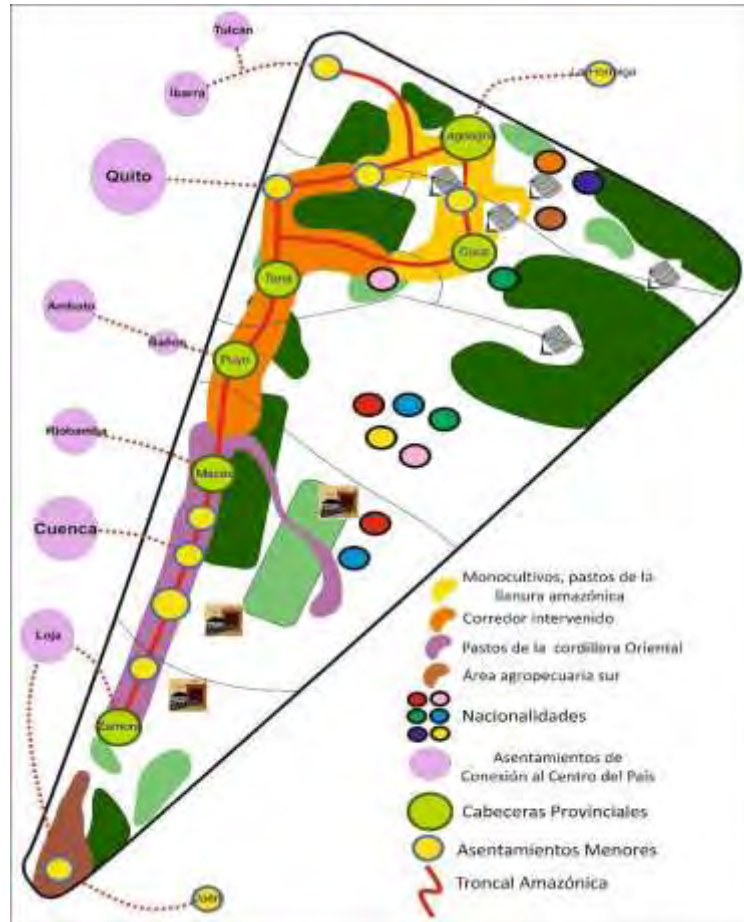 Tulcán
Ibarra
Quito
Tena
Coca
Ambato
Baños
Puyo
Riobamba
Macas
Cuenca
Loja
Zamora
Jaén
Monocultivos, pastos de la
llanura amazónica
Corredor intervenido
Pastos de la cordillera Oriental
Área agropecuaria sur
Nacionalidades
Asentamientos de
Conexión al Centro del País
Cabeceras Provinciales
Asentamientos Menores
Troncal Amazónica